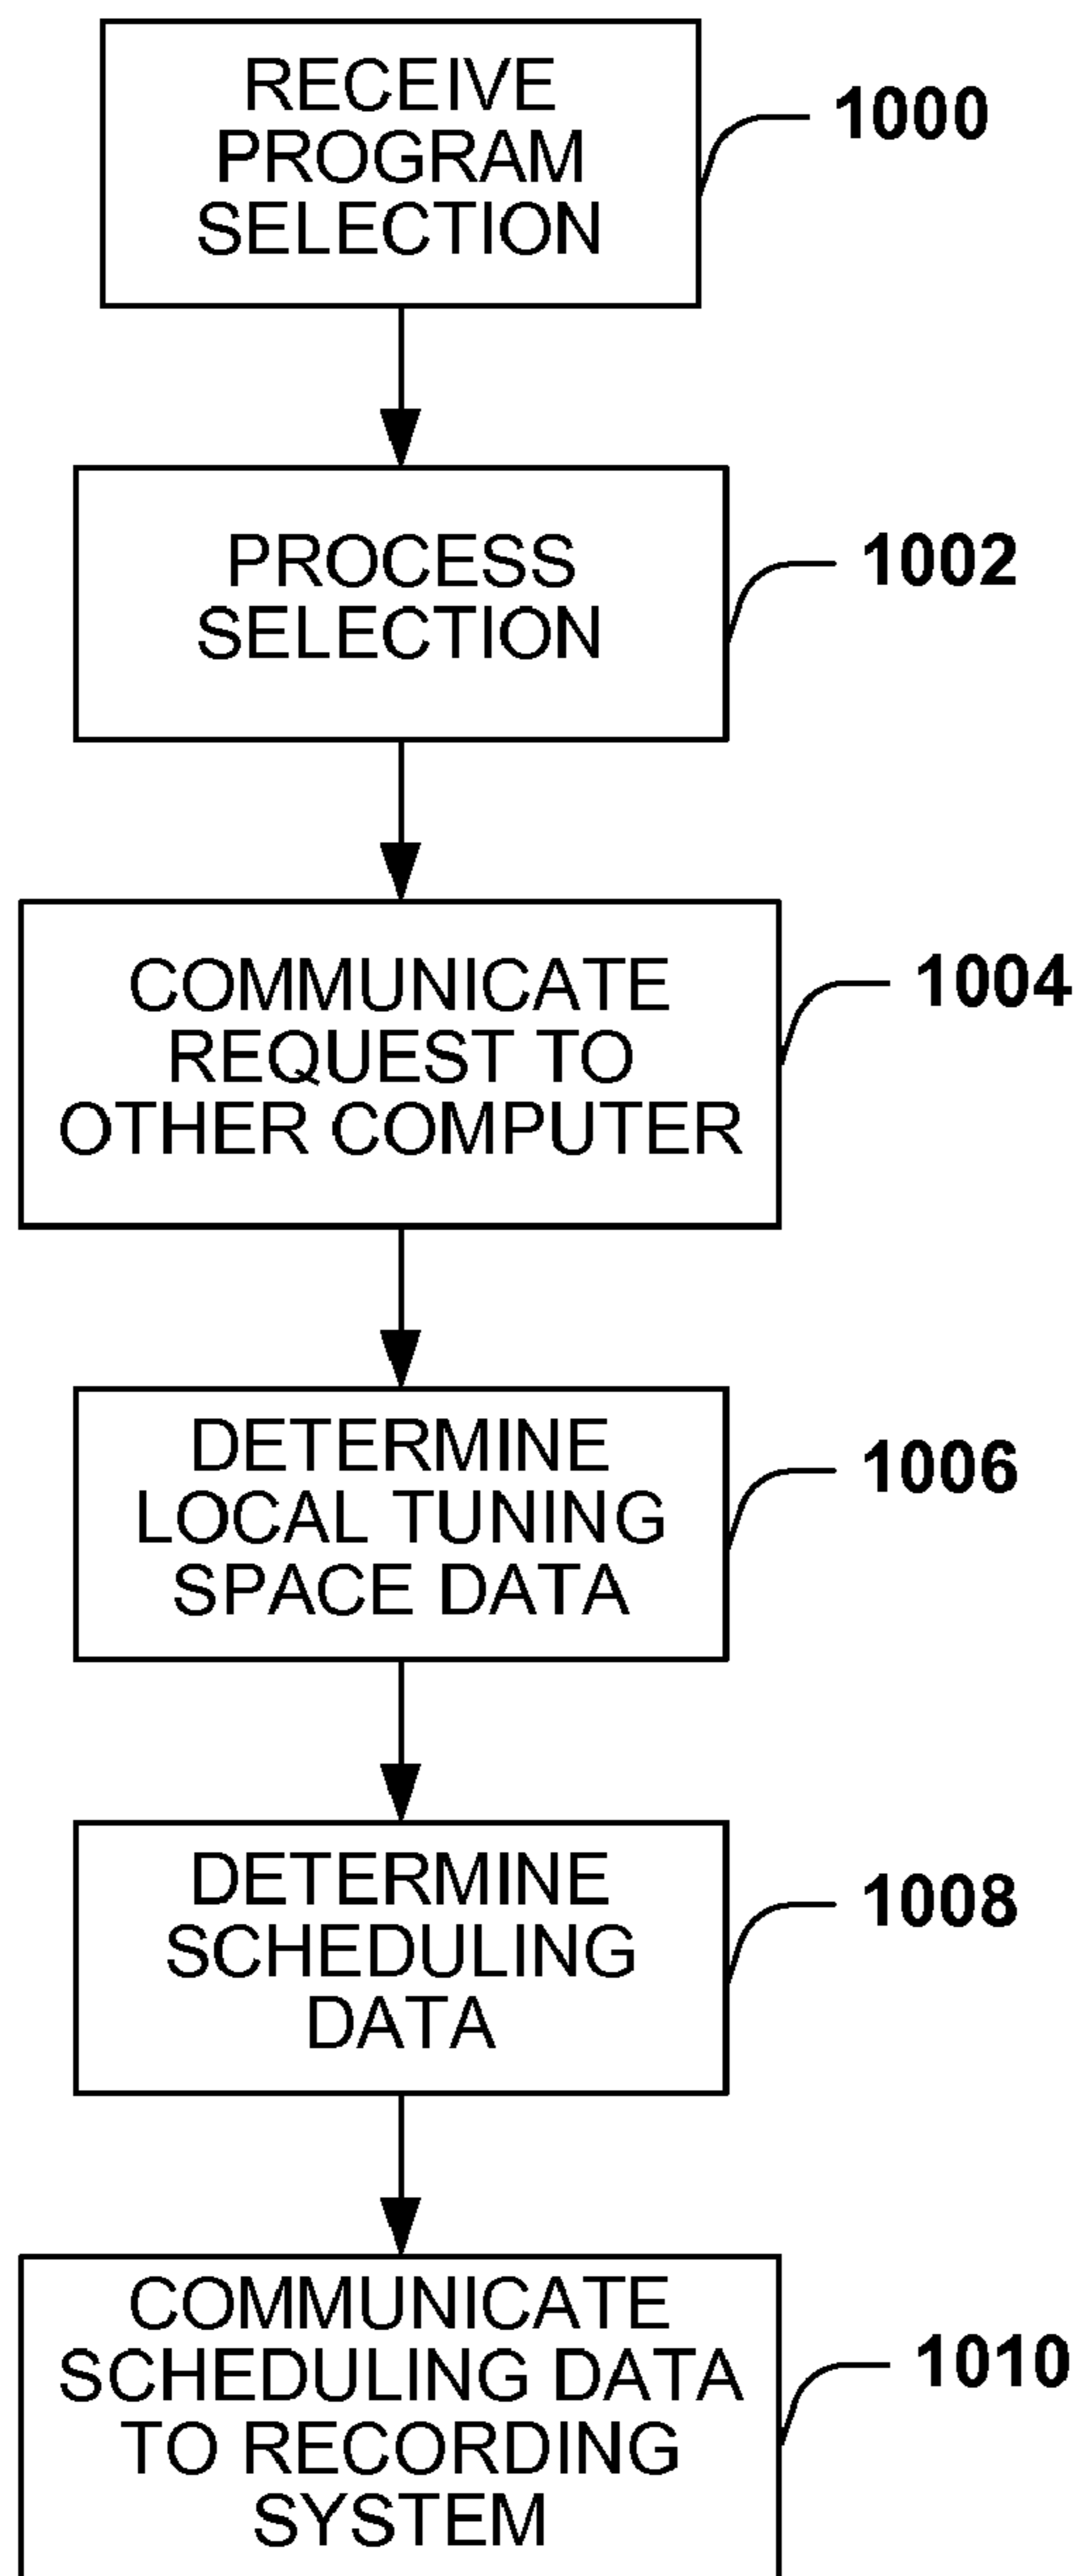 RECEIVE
PROGRAM
SELECTION
1000
PROCESS
SELECTION
1002
COMMUNICATE
REQUEST TO
OTHER COMPUTER
1004
DETERMINE
LOCAL TUNING
SPACE DATA
1006
DETERMINE
SCHEDULING
DATA
1008
COMMUNICATE
SCHEDULING DATA
TO RECORDING
SYSTEM
1010